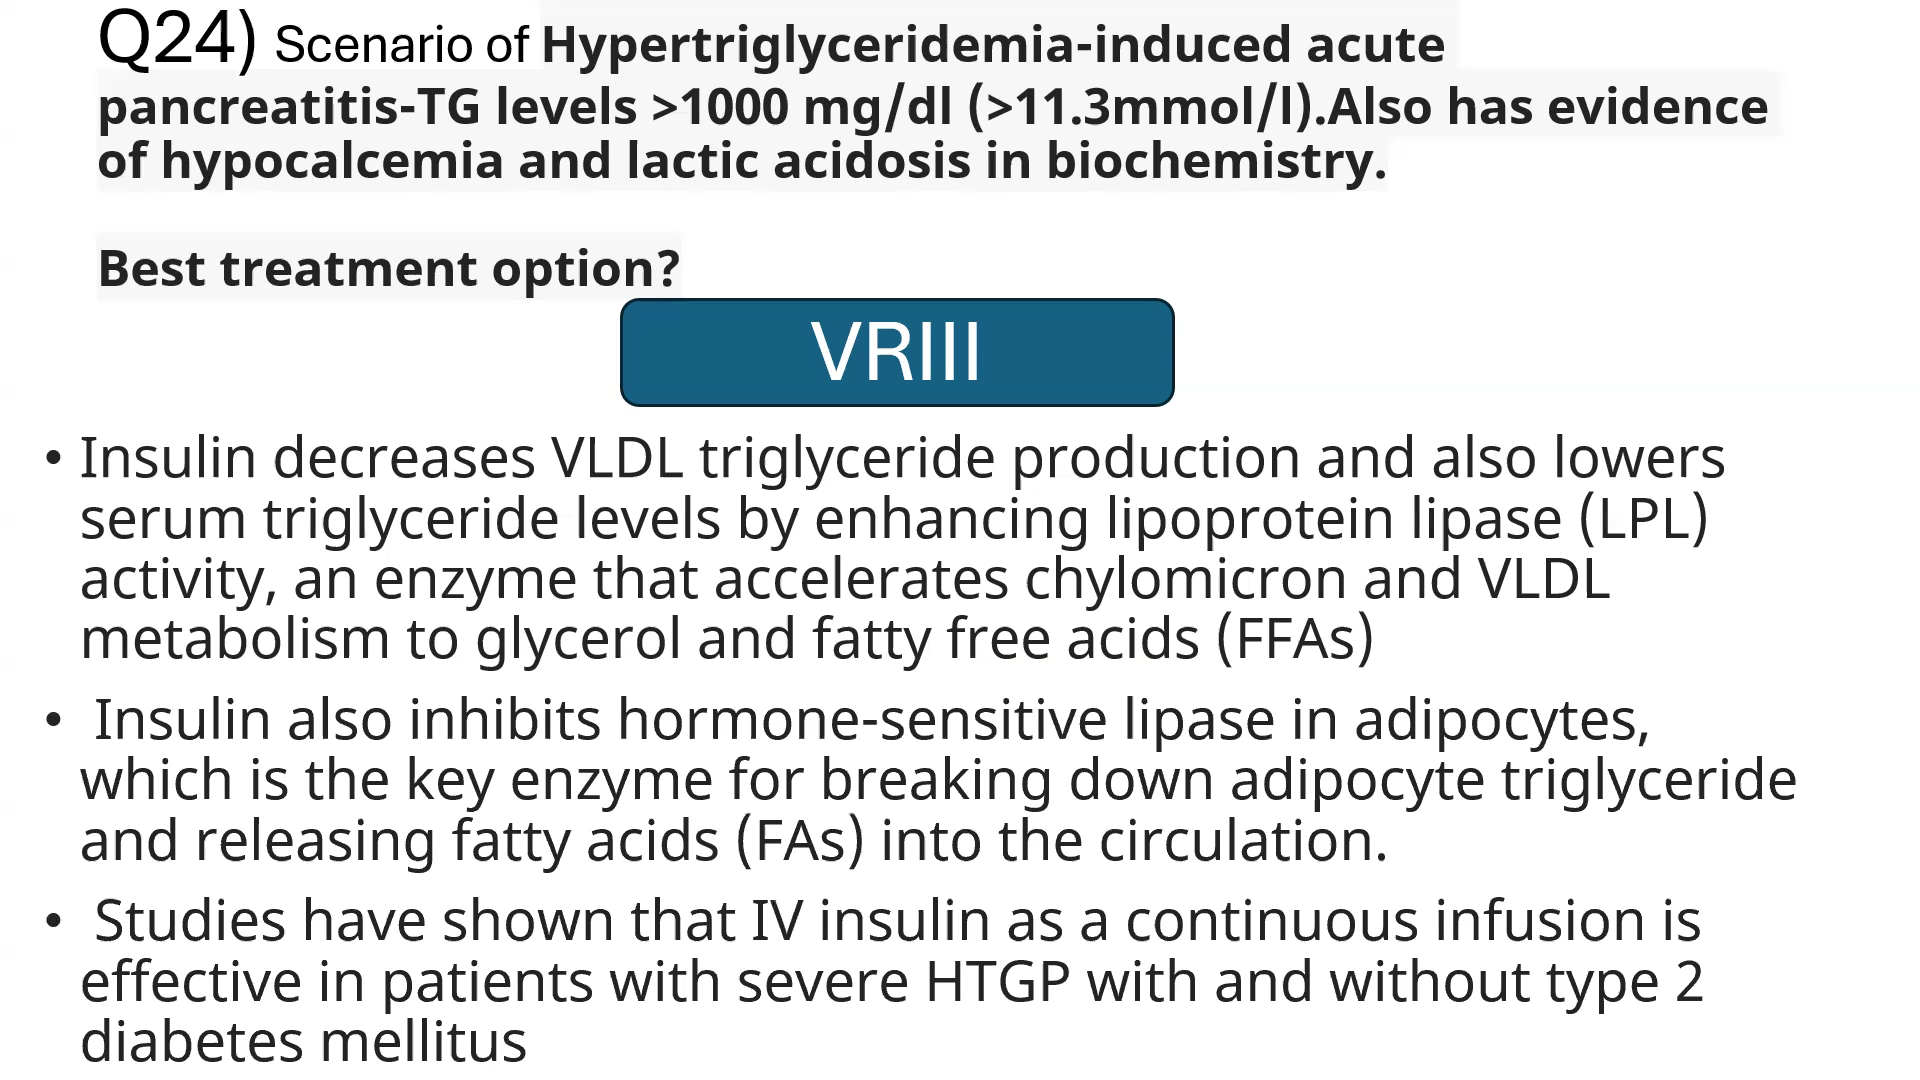 Q24) Scenario of Hypertriglyceridemia-induced acute
pancreatitis-TG levels >1000 mg/dl (>11.3mmol/l).Also has evidence
of hypocalcemia and lactic acidosis in biochemistry.
Best treatment option?
VRIII
• Insulin decreases VLDL triglyceride production and also lowers
serum triglyceride levels by enhancing lipoprotein lipase (LPL)
activity, an enzyme that accelerates chylomicron and VLDL
metabolism to glycerol and fatty free acids (FFAs)
• Insulin also inhibits hormone-sensitive lipase in adipocytes,
which is the key enzyme for breaking down adipocyte triglyceride
and releasing fatty acids (FAs) into the circulation.
• Studies have shown that IV insulin as a continuous infusion is
effective in patients with severe HTGP with and without type 2
diabetes mellitus